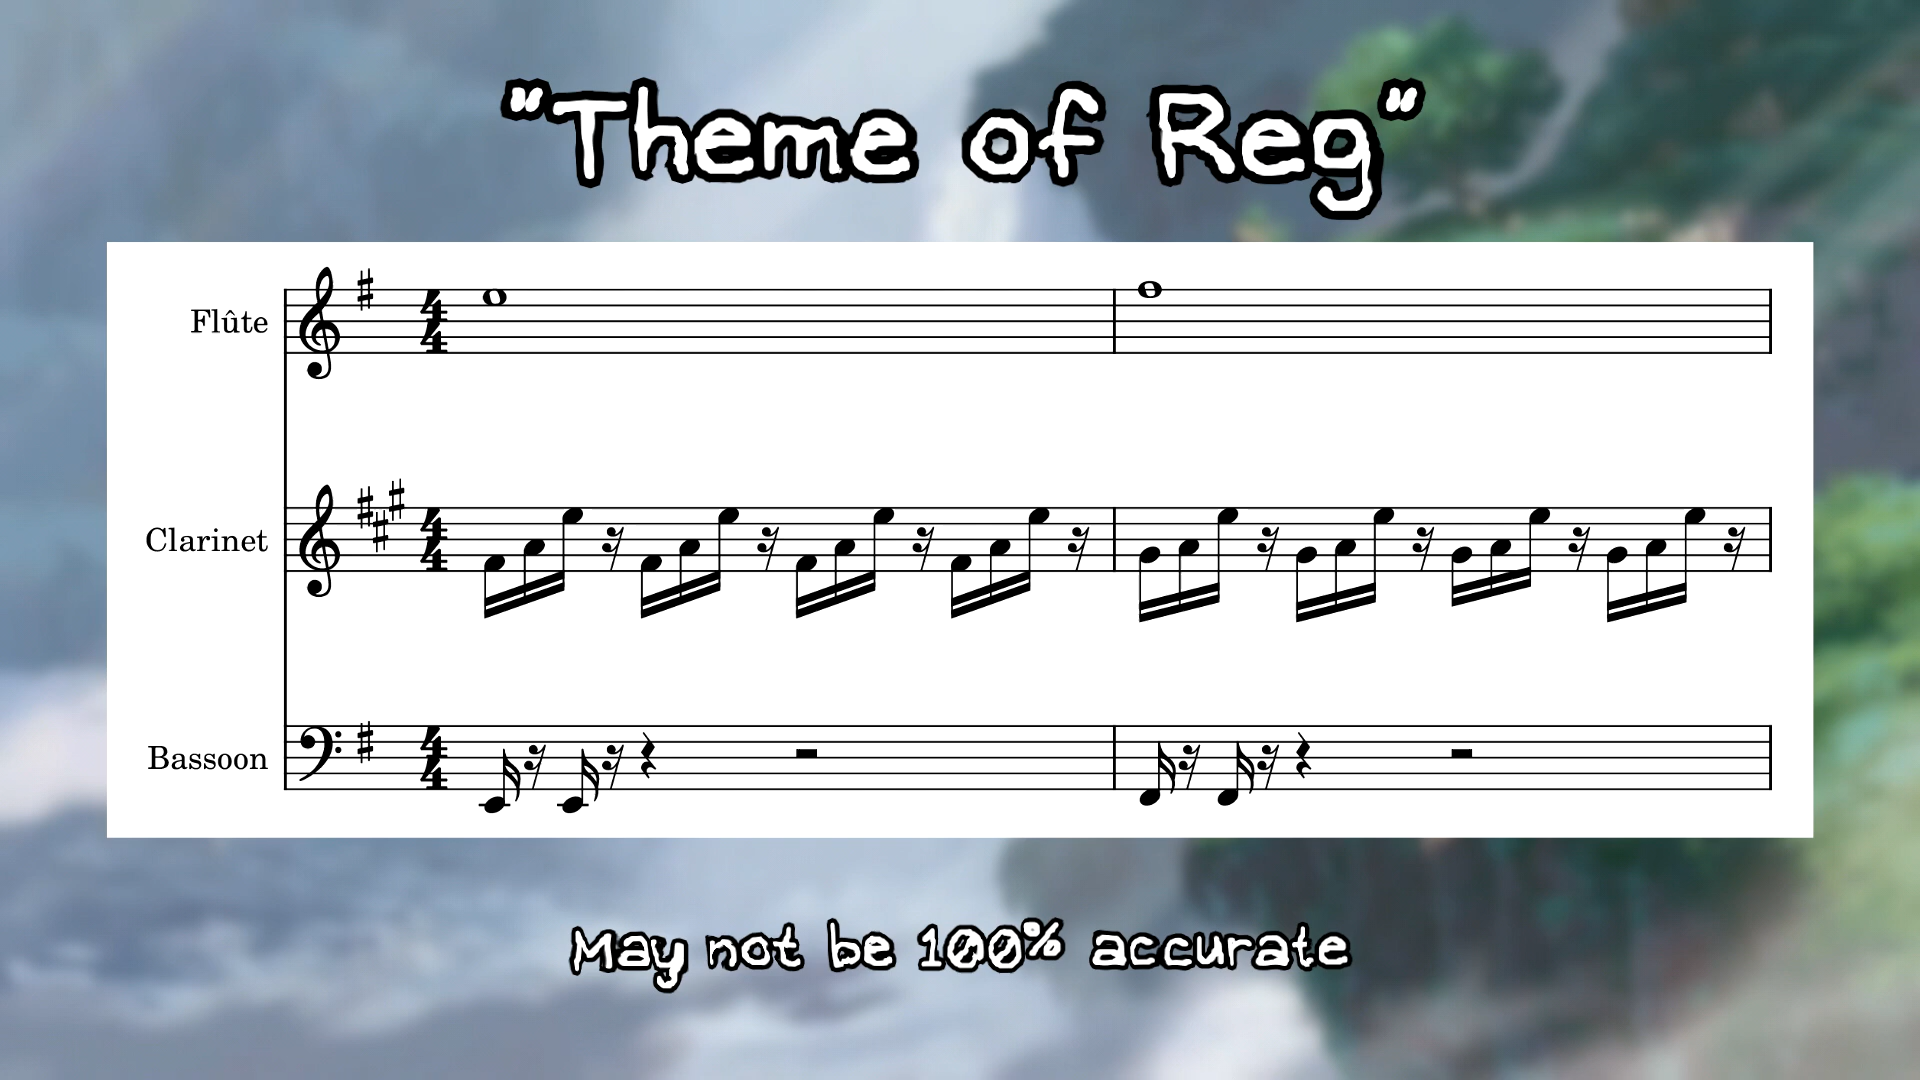 "Theme of Reg"
Flûte
Clarinet
Bassoon
May not be 100% accurate